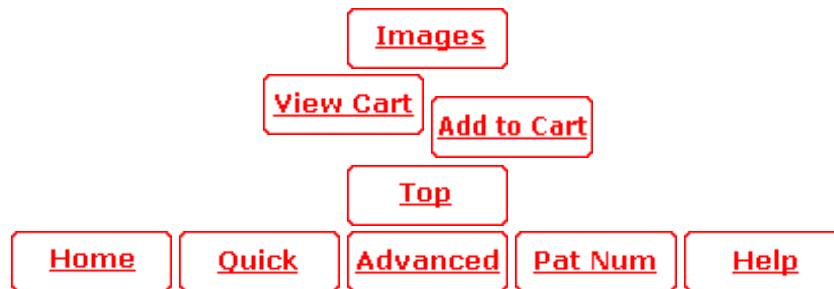 Images
View Cart
Add to Cart
Top
Home Quick Advanced Pat Num Help